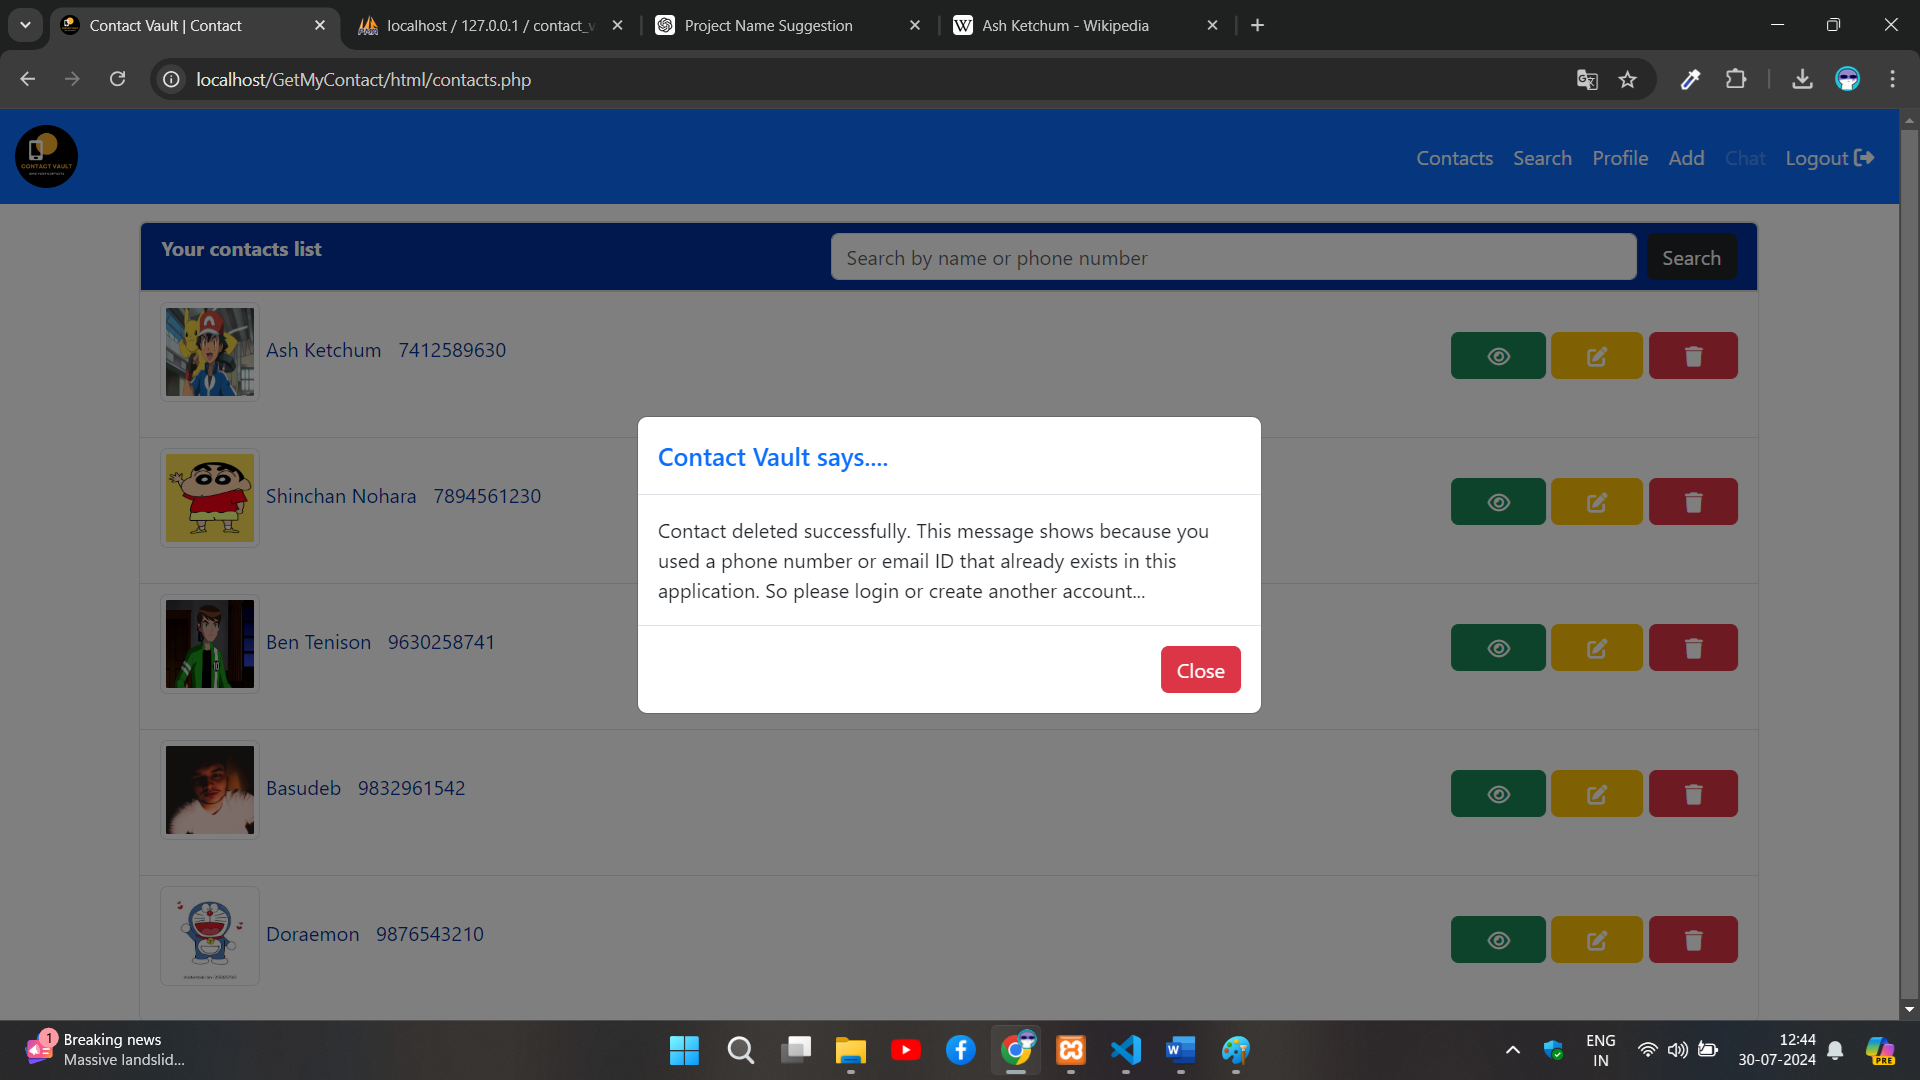 Contact Vault | Contact
localhost / 127.0.0.1 / contact_v
Project Name Suggestion
Ash Ketchum - Wikipedia
localhost/GetMyContact/html/contacts.php
CONTACT VAULT
Contacts Search Profile Add Chat Logout
Your contacts list
Search by name or phone number
Search
Ash Ketchum 7412589630
Shinchan Nohara 7894561230
Contact Vault says....
Contact deleted successfully. This message shows because you
used a phone number or email ID that already exists in this
application. So please login or create another account...
Close
Ben Tenison 9630258741
Basudeb 9832961542
Doraemon 9876543210
1
Breaking news
Massive landslid...
ENG
IN
12:44
30-07-2024
PRE